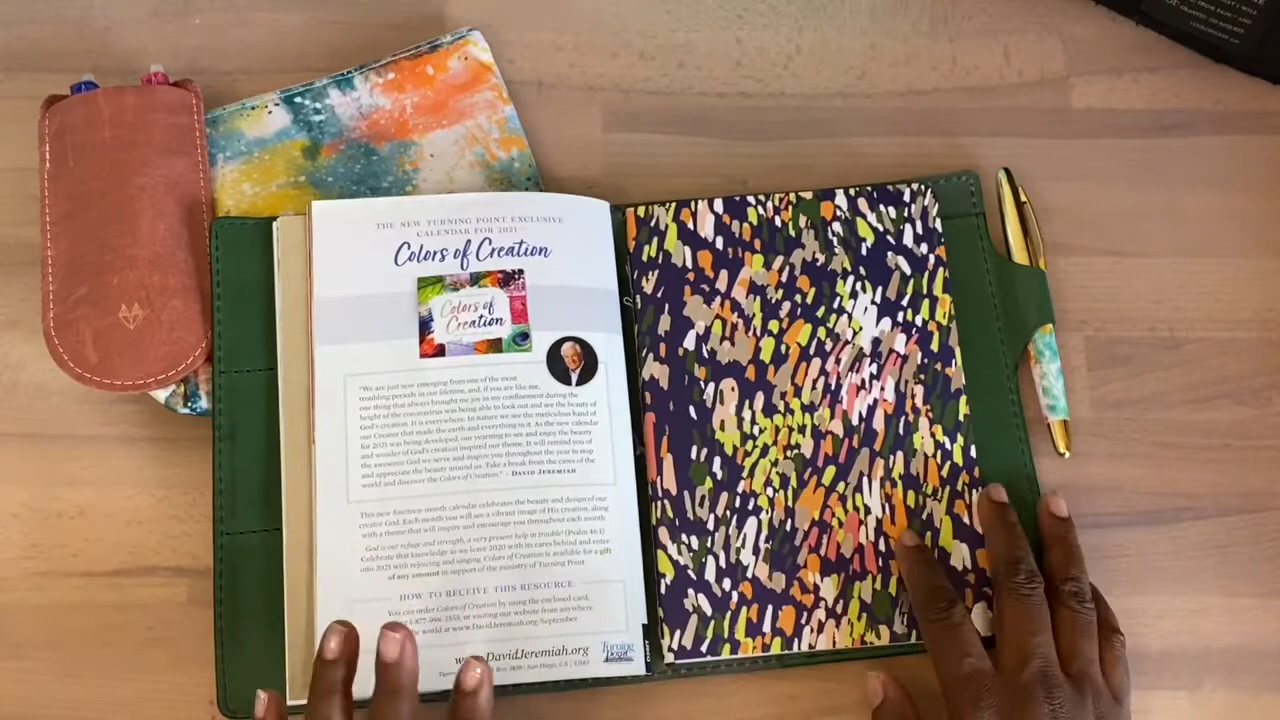 THE NEW TURNING POINT EXCLUSIVE
CALENDAR FOR 2021—
Colors of Creation
Colors of
Creation
"We are just now emerging from one of the most
troubling periods in our lifetime, and, if you are like me,
one thing that always brought me joy in my confinement during the
height of the coronavirus was being able to look out and see the beauty of
God's creation. It is everywhere. In nature we see the meticulous hand of
our Creator that made the earth and everything in it. As the new calendar
for 2021 was being developed, our yearning to see and enjoy the beauty
and wonder of God's creation inspired our theme. It will remind you of
the awesome God we serve and inspire you throughout the year to stop
and appreciate the beauty around us. Take a break from the cares of the
world and discover the Colors of Creation." - DAVID JEREMIAH
This new fourteen-month calendar celebrates the beauty and design of our
creator God. Each month you will see a vibrant image of His creation, along
with a theme that will inspire and encourage you throughout each month.
God is our refuge and strength, a very present help in trouble! (Psalm 46:1)
Celebrate that knowledge as we leave 2020 with its cares behind and enter
into 2021 with rejoicing and singing. Colors of Creation is available for a gift
of any amount in support of the ministry of Turning Point.
HOW TO RECEIVE THIS RESOURCE:
You can order Colors of Creation by using the enclosed card,
or visiting our website from anywhere
world at www.DavidJeremiah.org/September
DavidJeremiah.org
San Diego, CA
Turning
Point